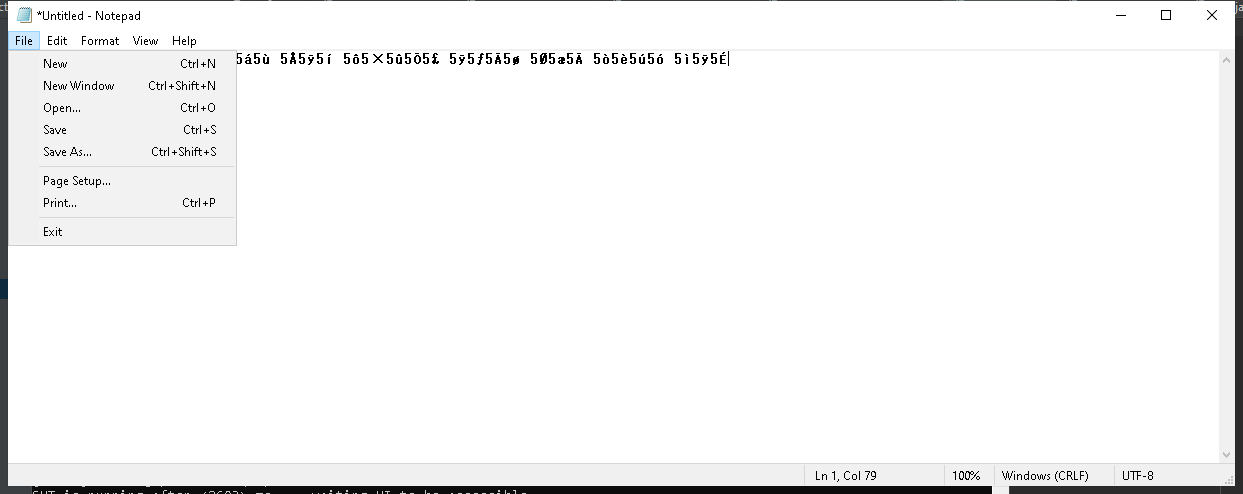 *Untitled - Notepad
File Edit Format View Help
5á5ù 5Å5ÿ5í 5ô5×5û5Õ5£ 5ÿ5ƒ5Ä5ø 5Ø5æ5Ä 5ò5è5ú5ó 5ì5ÿ5É
New Ctrl+N
New Window Ctrl+Shift+N
Open... Ctrl+O
Save Ctrl+S
Save As... Ctrl+Shift+S
Page Setup...
Print... Ctrl+P
Exit
Ln 1, Col 79 100% Windows (CRLF) UTF-8